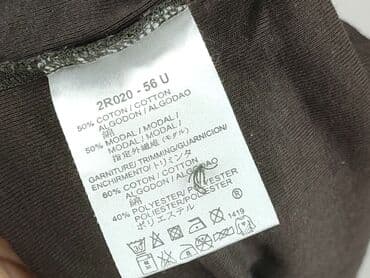 2R020 - 56 U
50% COTON / COTTON
ALGODON / ALGODAO
綿
50% MODAL / MODAL /
MODAL / MODAL /
指定外繊維 (モダル)
GARNITURE/TRIMMING/GUARNICION/
ENCHIRMENTO/トリミング
60% COTON / COTTON
ALGODON / ALGODAO
綿
40% POLYESTER/POLYESTER/
POLIESTER/POLIESTER/
ポリエステル
1419